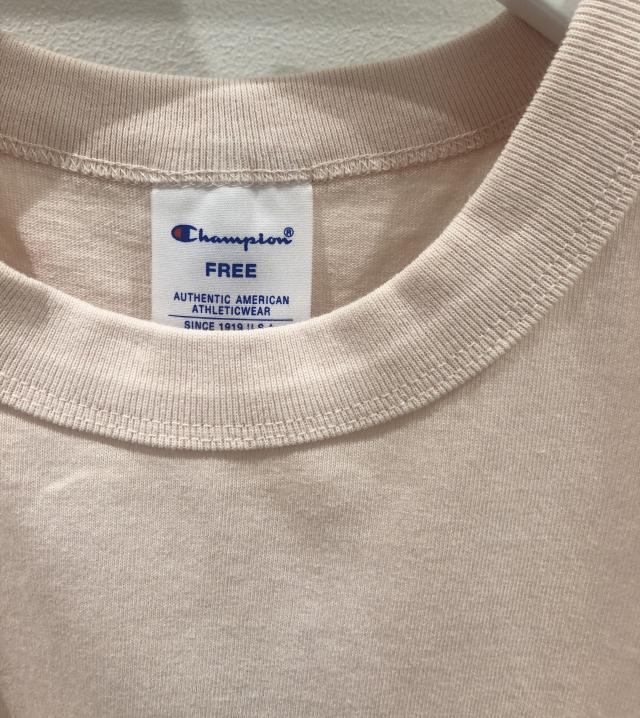 Champion®
FREE
AUTHENTIC AMERICAN
ATHLETICWEAR
SINCE 1919 U.S.A.